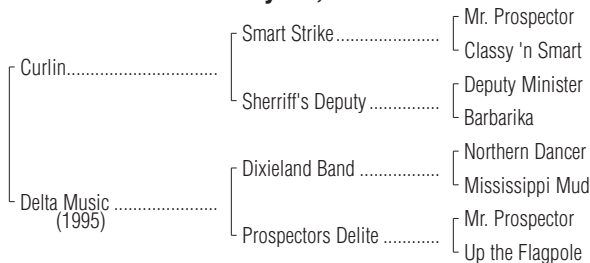 Mr. Prospector
Smart Strike....................
Classy 'n Smart
Curlin................................
Deputy Minister
Sherriff's Deputy ...............
Barbarika
Northern Dancer
Dixieland Band .................
Mississippi Mud
Delta Music ......................
(1995)
Mr. Prospector
Prospectors Delite ............
Up the Flagpole